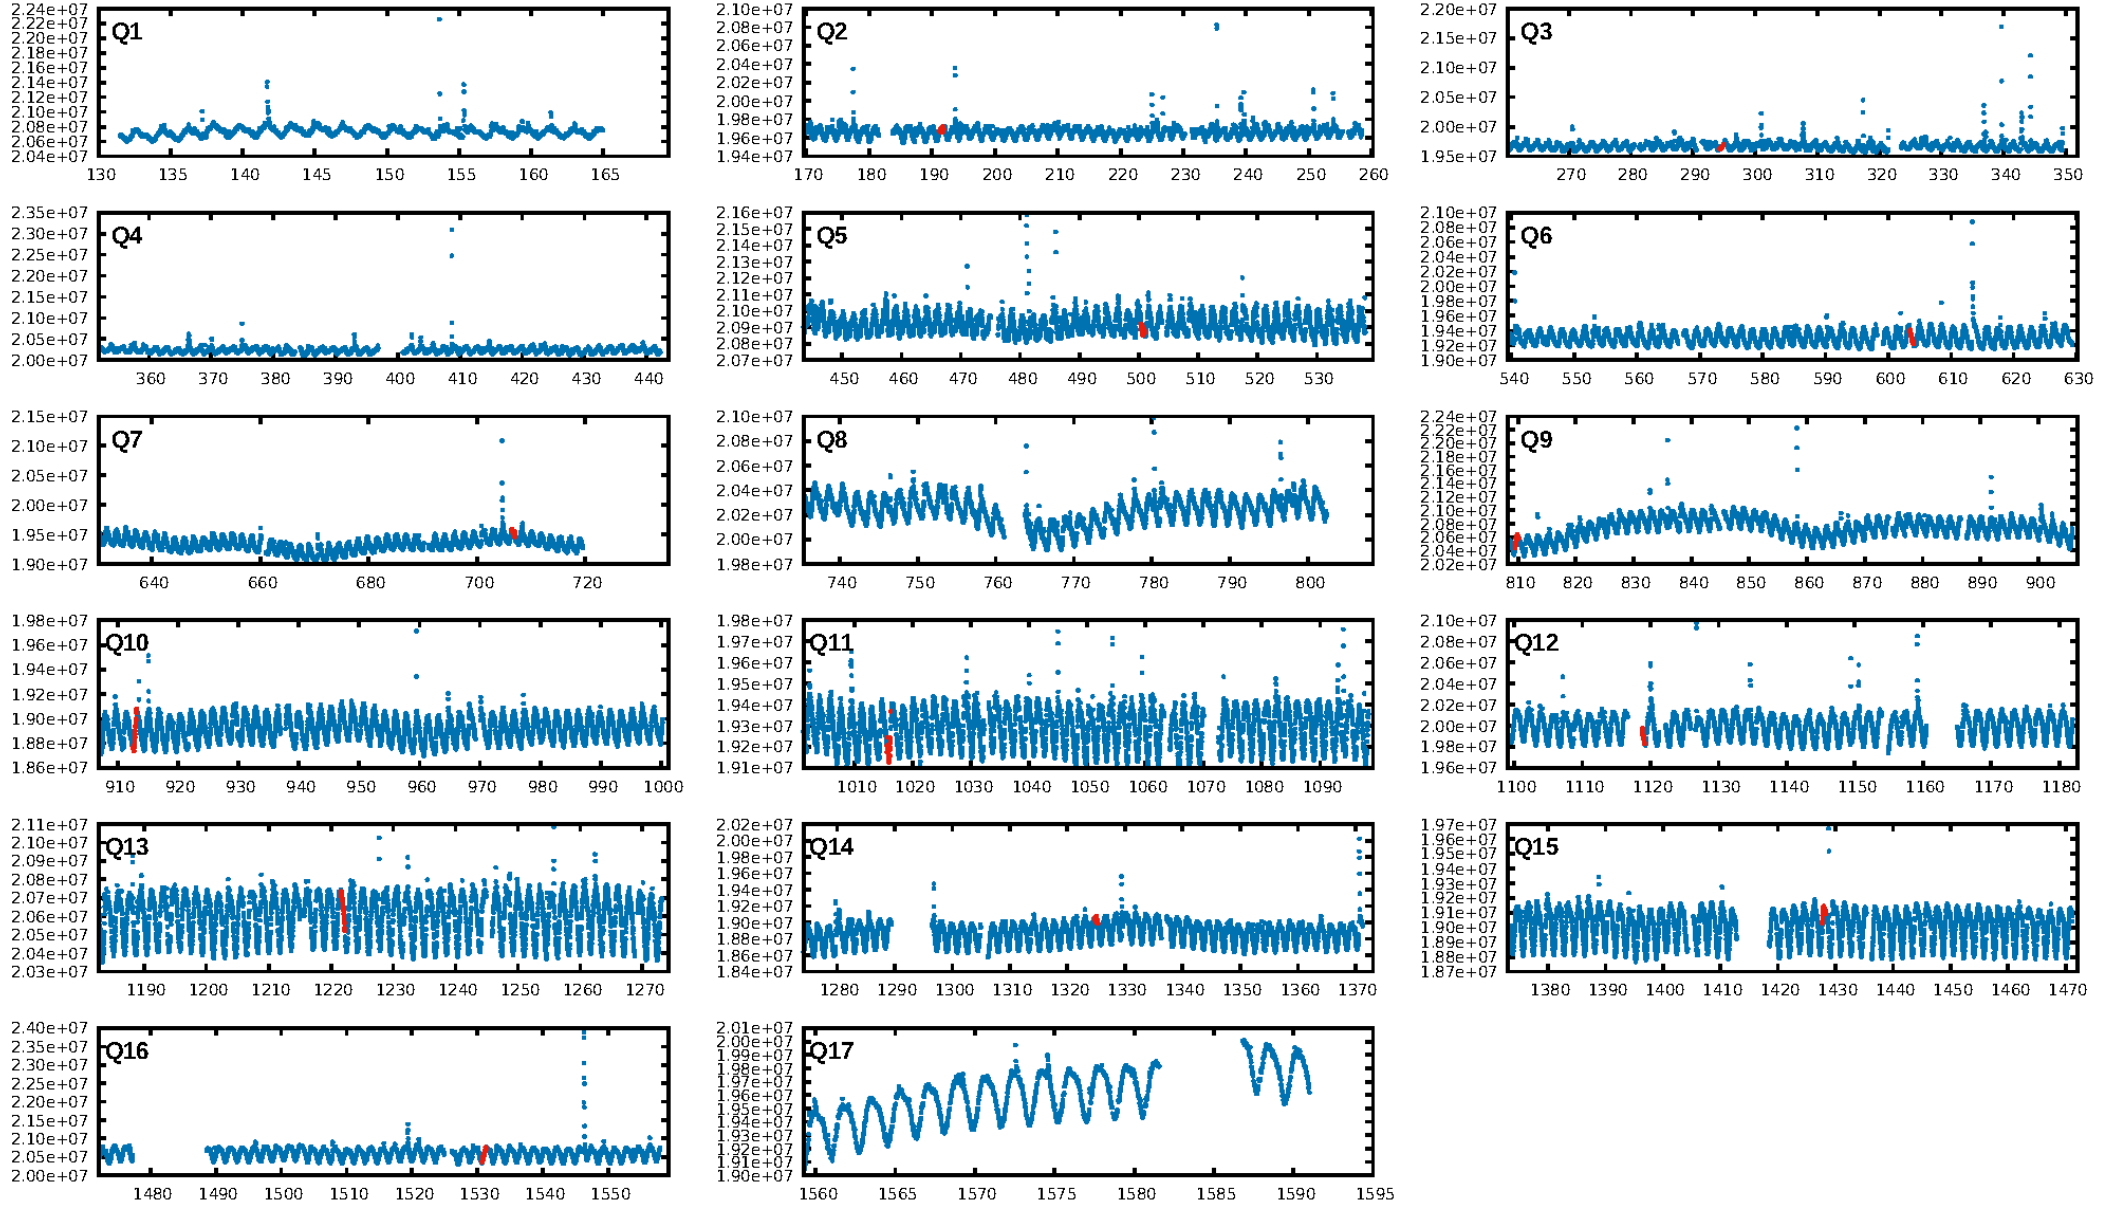 2.24e+07
2.22e+07
2.20e+07
2.18e+07
2.16e+07
2.14e+07
2.12e+07
2.10e+07
2.08e+07
2.06e+07
2.04e+07
Q1
130 135 140 145 150 155 160 165
2.10e+07
2.08e+07
2.06e+07
2.04e+07
2.02e+07
2.00e+07
1.98e+07
1.96e+07
1.94e+07
Q2
170 180 190 200 210 220 230 240 250 260
2.20e+07
2.15e+07
2.10e+07
2.05e+07
2.00e+07
1.95e+07
Q3
270 280 290 300 310 320 330 340 350
2.35e+07
2.30e+07
2.25e+07
2.20e+07
2.15e+07
2.10e+07
2.05e+07
2.00e+07
Q4
360 370 380 390 400 410 420 430 440
2.16e+07
2.15e+07
2.14e+07
2.13e+07
2.12e+07
2.11e+07
2.10e+07
2.09e+07
2.08e+07
2.07e+07
Q5
450 460 470 480 490 500 510 520 530
2.10e+07
2.08e+07
2.06e+07
2.04e+07
2.02e+07
2.00e+07
1.98e+07
1.96e+07
1.94e+07
1.92e+07
1.90e+07
Q6
540 550 560 570 580 590 600 610 620 630
2.15e+07
2.10e+07
2.05e+07
2.00e+07
1.95e+07
1.90e+07
Q7
640 660 680 700 720
2.10e+07
2.08e+07
2.06e+07
2.04e+07
2.02e+07
2.00e+07
1.98e+07
Q8
740 750 760 770 780 790 800
2.24e+07
2.22e+07
2.20e+07
2.18e+07
2.16e+07
2.14e+07
2.12e+07
2.10e+07
2.08e+07
2.06e+07
2.04e+07
2.02e+07
Q9
810 820 830 840 850 860 870 880 890 900
1.98e+07
1.96e+07
1.94e+07
1.92e+07
1.90e+07
1.88e+07
1.86e+07
Q10
910 920 930 940 950 960 970 980 990 1000
1.98e+07
1.97e+07
1.96e+07
1.95e+07
1.94e+07
1.93e+07
1.92e+07
1.91e+07
Q11
1010 1020 1030 1040 1050 1060 1070 1080 1090
2.10e+07
2.08e+07
2.06e+07
2.04e+07
2.02e+07
2.00e+07
1.98e+07
1.96e+07
Q12
1100 1110 1120 1130 1140 1150 1160 1170 1180
2.11e+07
2.10e+07
2.09e+07
2.08e+07
2.07e+07
2.06e+07
2.05e+07
2.04e+07
2.03e+07
Q13
1190 1200 1210 1220 1230 1240 1250 1260 1270
2.02e+07
2.00e+07
1.98e+07
1.96e+07
1.94e+07
1.92e+07
1.90e+07
1.88e+07
1.86e+07
1.84e+07
Q14
1280 1290 1300 1310 1320 1330 1340 1350 1360 1370
1.97e+07
1.96e+07
1.95e+07
1.94e+07
1.93e+07
1.92e+07
1.91e+07
1.90e+07
1.89e+07
1.88e+07
1.87e+07
Q15
1380 1390 1400 1410 1420 1430 1440 1450 1460 1470
2.40e+07
2.35e+07
2.30e+07
2.25e+07
2.20e+07
2.15e+07
2.10e+07
2.05e+07
2.00e+07
Q16
1480 1490 1500 1510 1520 1530 1540 1550
2.01e+07
2.00e+07
1.99e+07
1.98e+07
1.97e+07
1.96e+07
1.95e+07
1.94e+07
1.93e+07
1.92e+07
1.91e+07
1.90e+07
Q17
1560 1565 1570 1575 1580 1585 1590 1595